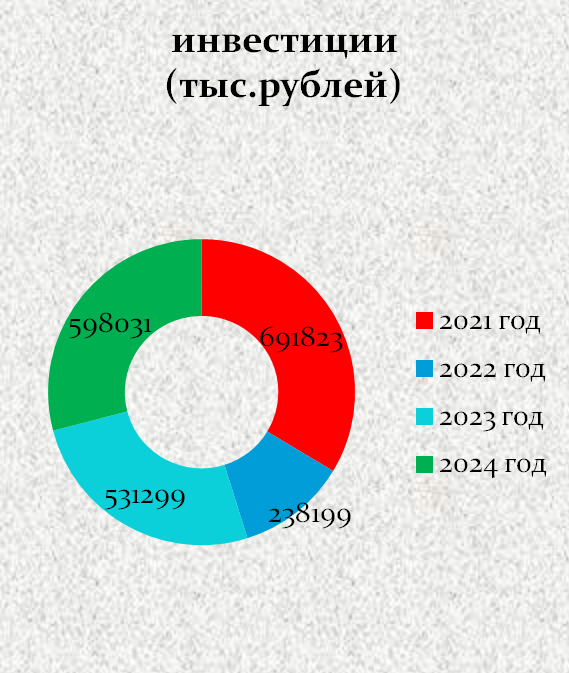 инвестиции
(тыс.рублей)
598031
691823
531299
238199
2021 год
2022 год
2023 год
2024 год